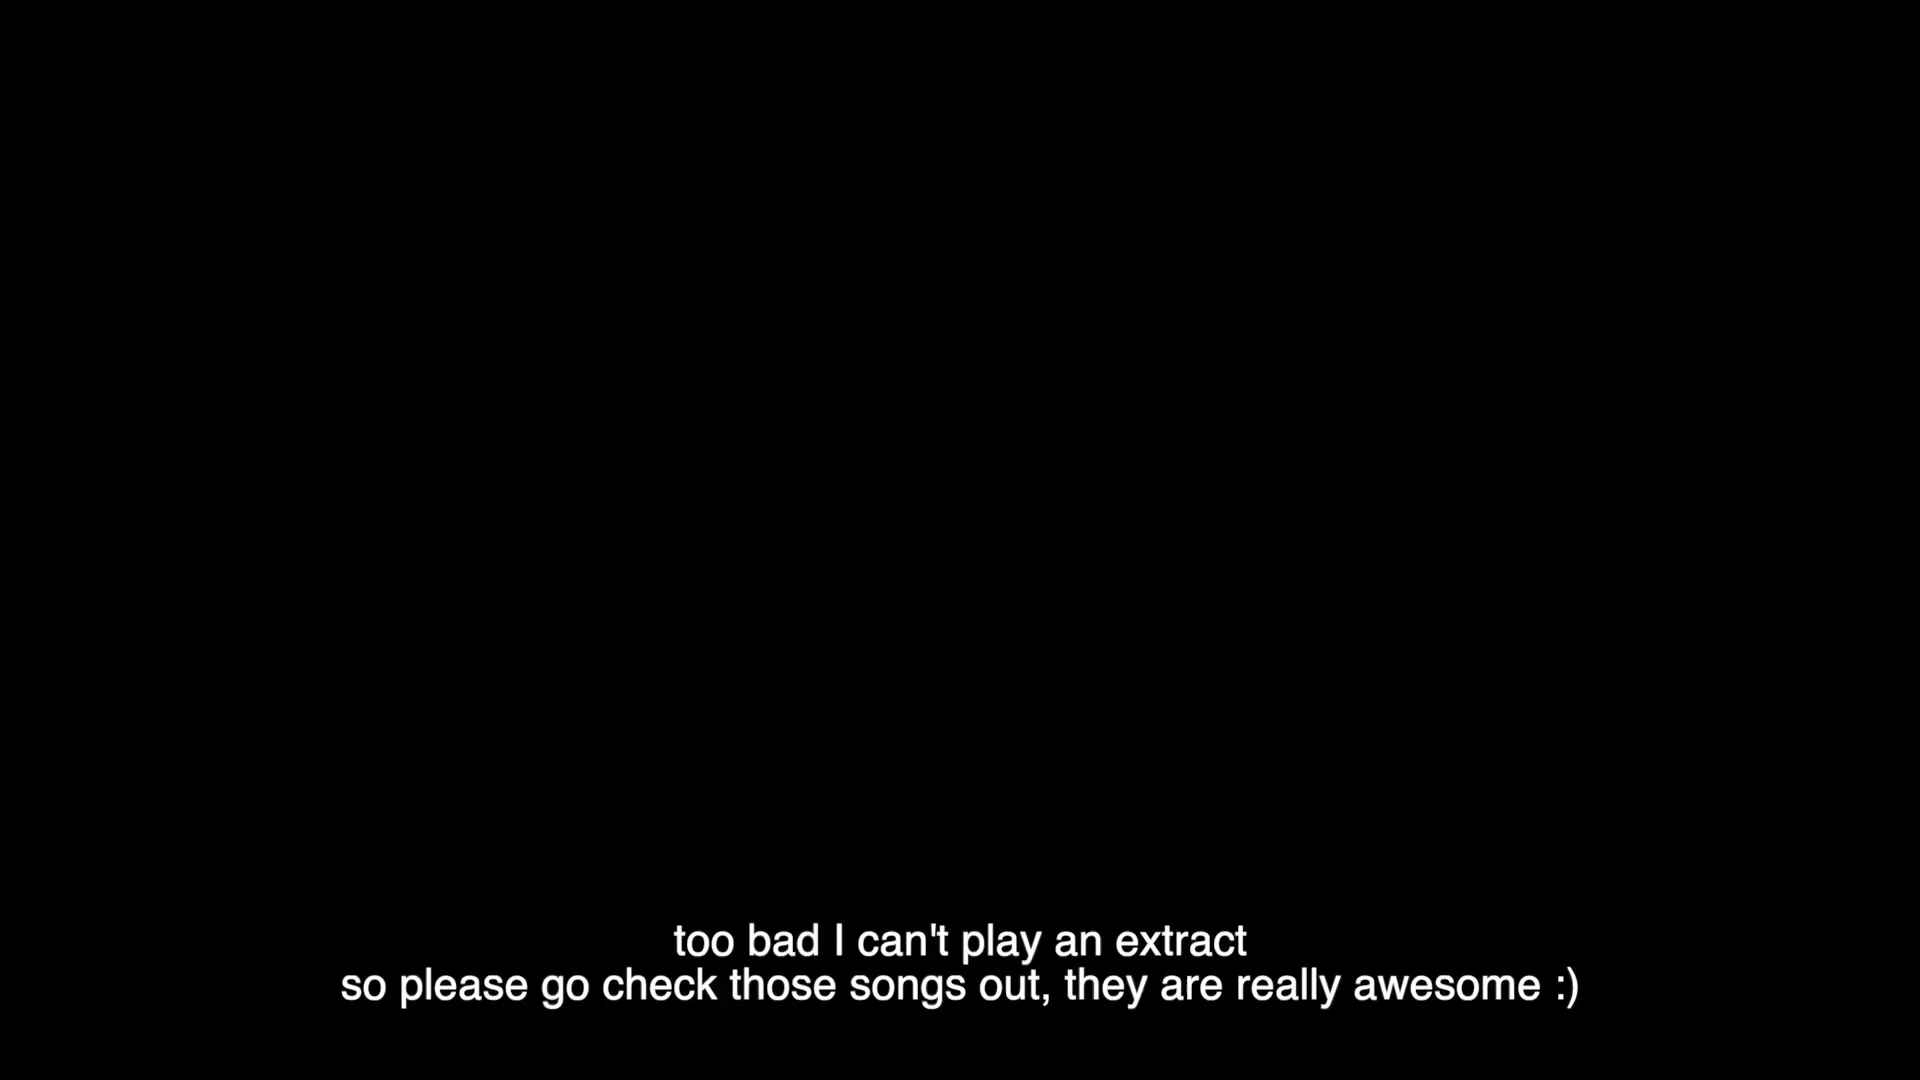 too bad I can't play an extract
so please go check those songs out, they are really awesome :)